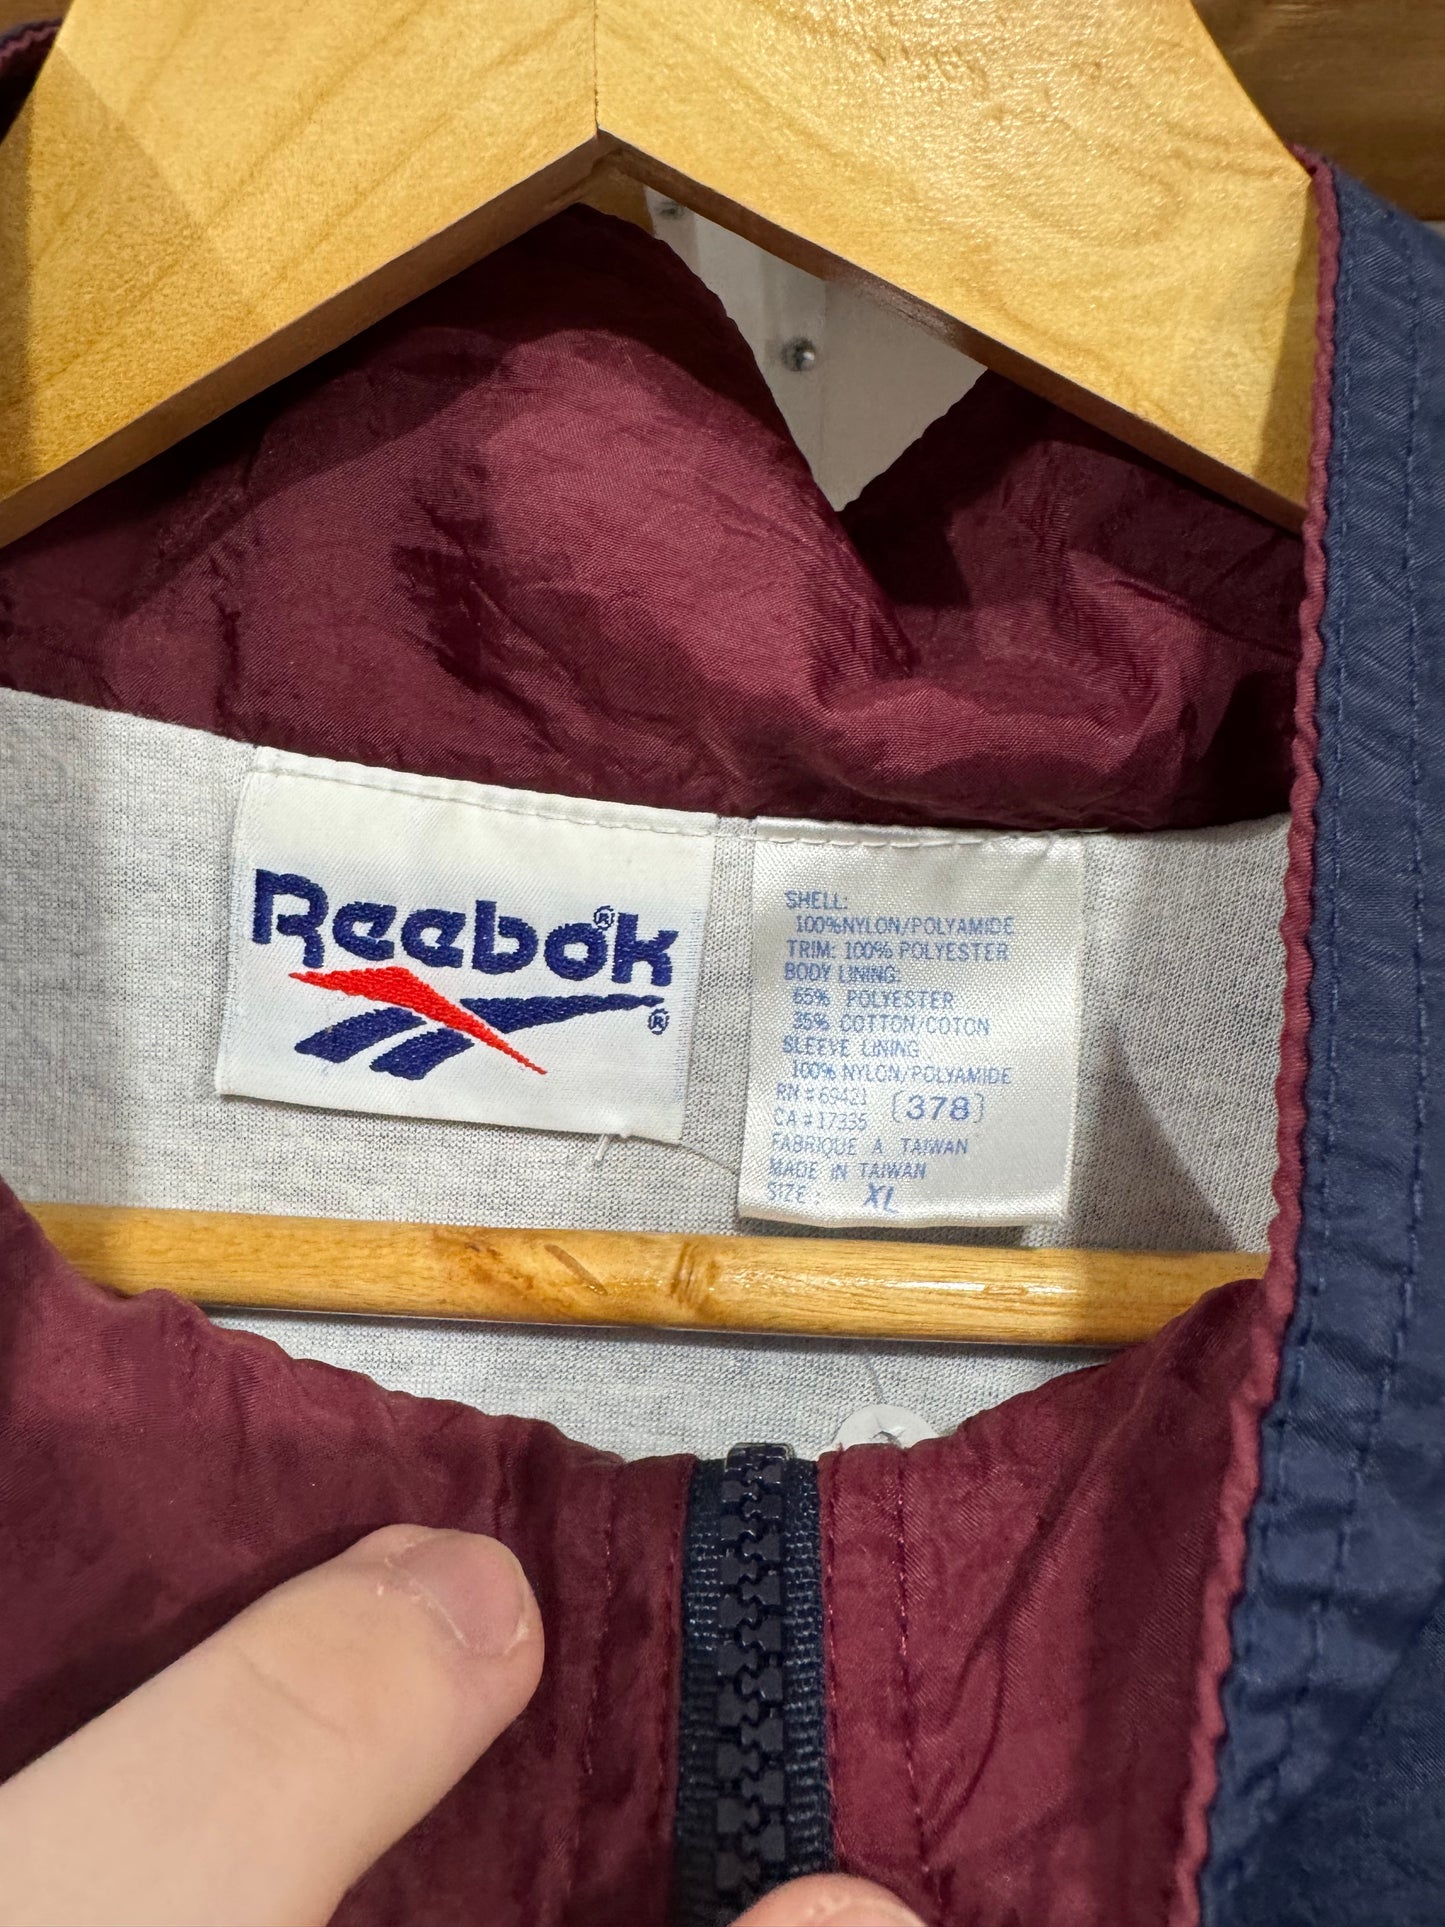 Reebok®
®
SHELL:
100%NYLON/POLYAMIDE
TRIM: 100% POLYESTER
BODY LINING:
65% POLYESTER
35% COTTON/COTON
SLEEVE LINING
100% NYLON/POLYAMIDE
RN # 69421 (378)
CA # 17335
FABRIQUE A TAIWAN
MADE IN TAIWAN
SIZE: XL